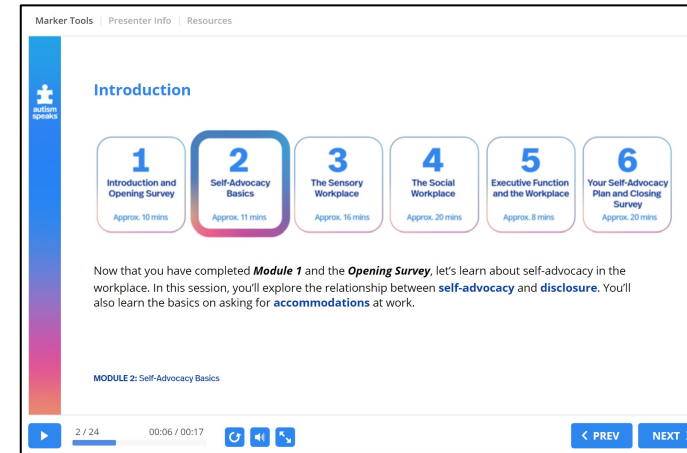 Marker Tools | Presenter Info | Resources
autism
speaks
Introduction
1
Introduction and
Opening Survey
Approx. 10 mins
2
Self-Advocacy
Basics
Approx. 11 mins
3
The Sensory
Workplace
Approx. 16 mins
4
The Social
Workplace
Approx. 20 mins
5
Executive Function
and the Workplace
Approx. 8 mins
6
Your Self-Advocacy
Plan and Closing
Survey
Approx. 20 mins
Now that you have completed Module 1 and the Opening Survey, let's learn about self-advocacy in the
workplace. In this session, you'll explore the relationship between self-advocacy and disclosure. You'll
also learn the basics on asking for accommodations at work.
MODULE 2: Self-Advocacy Basics
2 / 24 00:06 / 00:17 PREV NEXT